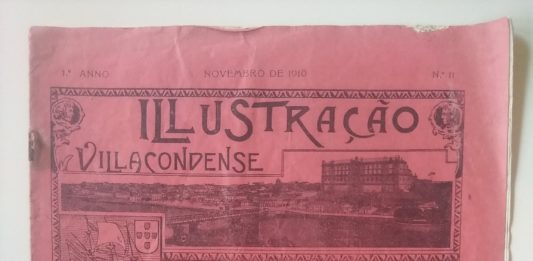 1.º ANNO NOVEMBRO DE 1910 N.º 11
ILLUSTRAÇÃO
VILLACONDENSE